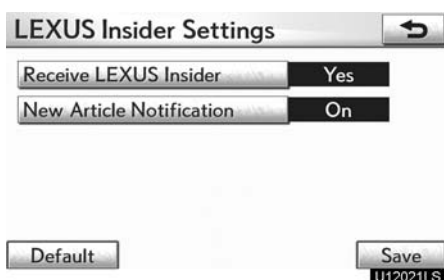 LEXUS Insider Settings
Receive LEXUS Insider Yes
New Article Notification On
Default Save
U12021LS